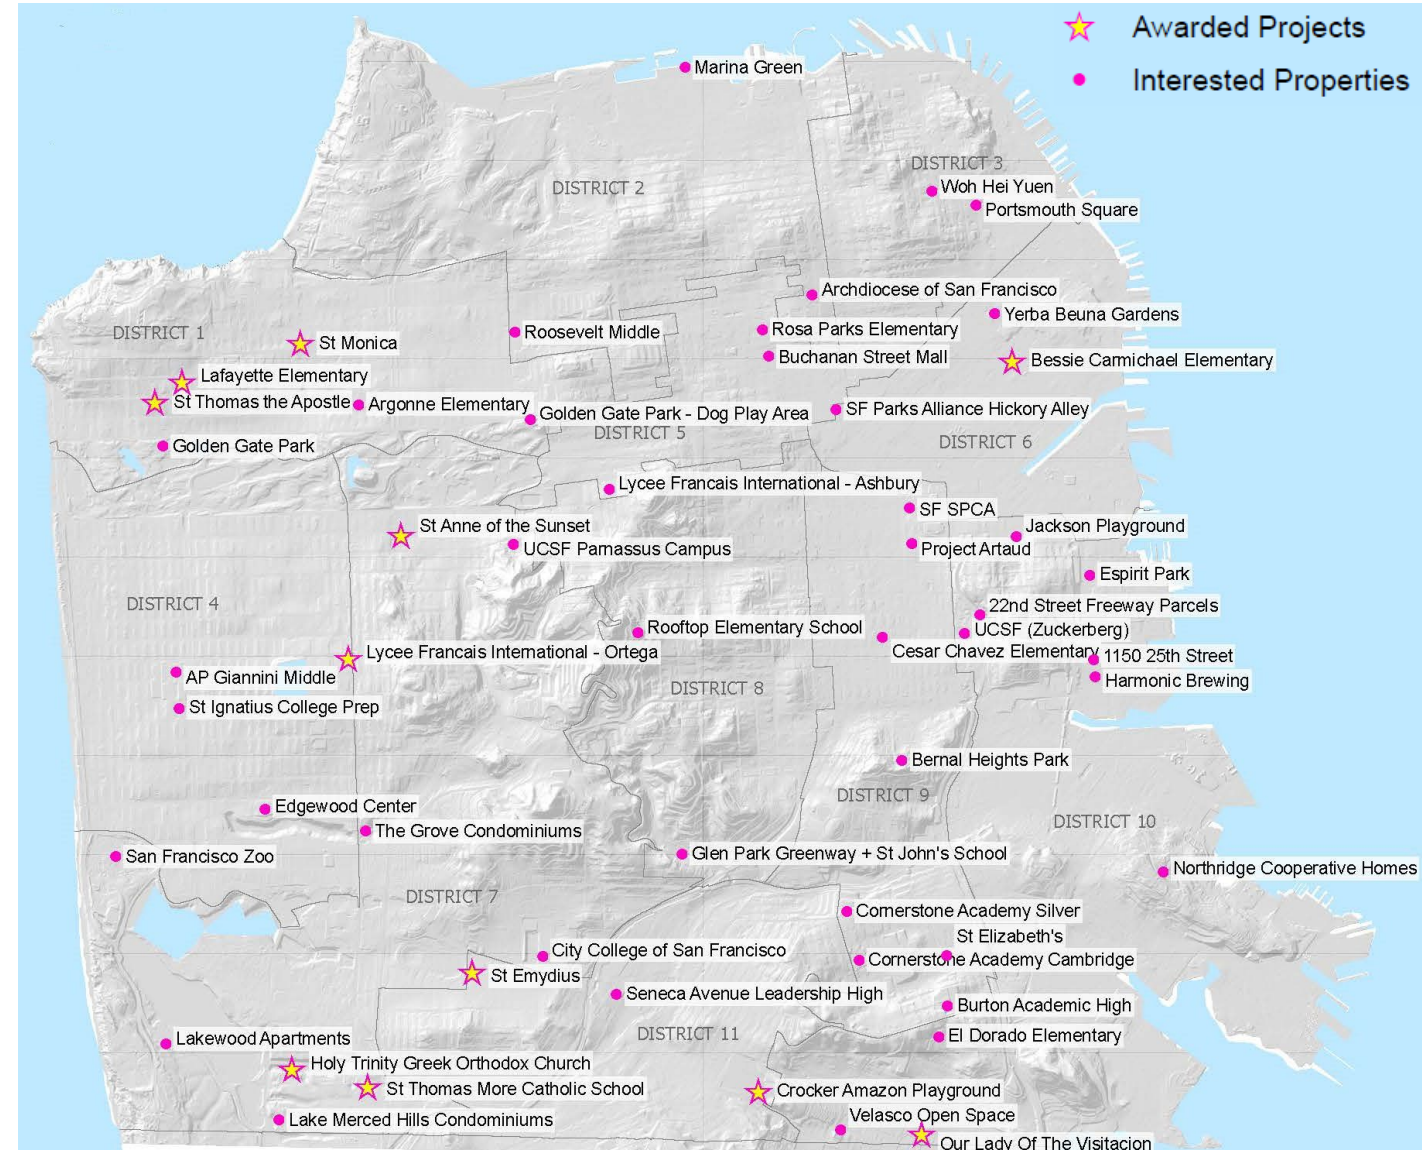 Awarded Projects
Interested Properties
Marina Green
DISTRICT 3
DISTRICT 2
Woh Hei Yuen
Portsmouth Square
Archdiocese of San Francisco
Yerba Beuna Gardens
DISTRICT 1
Roosevelt Middle
Rosa Parks Elementary
St Monica
Buchanan Street Mall
Bessie Carmichael Elementary
Lafayette Elementary
St Thomas the Apostle
Argonne Elementary
Golden Gate Park - Dog Play Area
SF Parks Alliance Hickory Alley
DISTRICT 5
DISTRICT 6
Golden Gate Park
Lycee Francais International - Ashbury
SF SPCA
St Anne of the Sunset
Jackson Playground
UCSF Parnassus Campus
Project Artaud
Espirit Park
DISTRICT 4
22nd Street Freeway Parcels
Rooftop Elementary School
UCSF (Zuckerberg)
Lycee Francais International - Ortega
Cesar Chavez Elementary
1150 25th Street
AP Giannini Middle
Harmonic Brewing
DISTRICT 8
St Ignatius College Prep
Bernal Heights Park
DISTRICT 9
Edgewood Center
DISTRICT 10
The Grove Condominiums
San Francisco Zoo
Glen Park Greenway + St John's School
Northridge Cooperative Homes
DISTRICT 7
Cornerstone Academy Silver
St Elizabeth's
City College of San Francisco
Cornerstone Academy Cambridge
St Emydius
Seneca Avenue Leadership High
Burton Academic High
DISTRICT 11
El Dorado Elementary
Lakewood Apartments
Holy Trinity Greek Orthodox Church
St Thomas More Catholic School
Crocker Amazon Playground
Lake Merced Hills Condominiums
Velasco Open Space
Our Lady Of The Visitacion